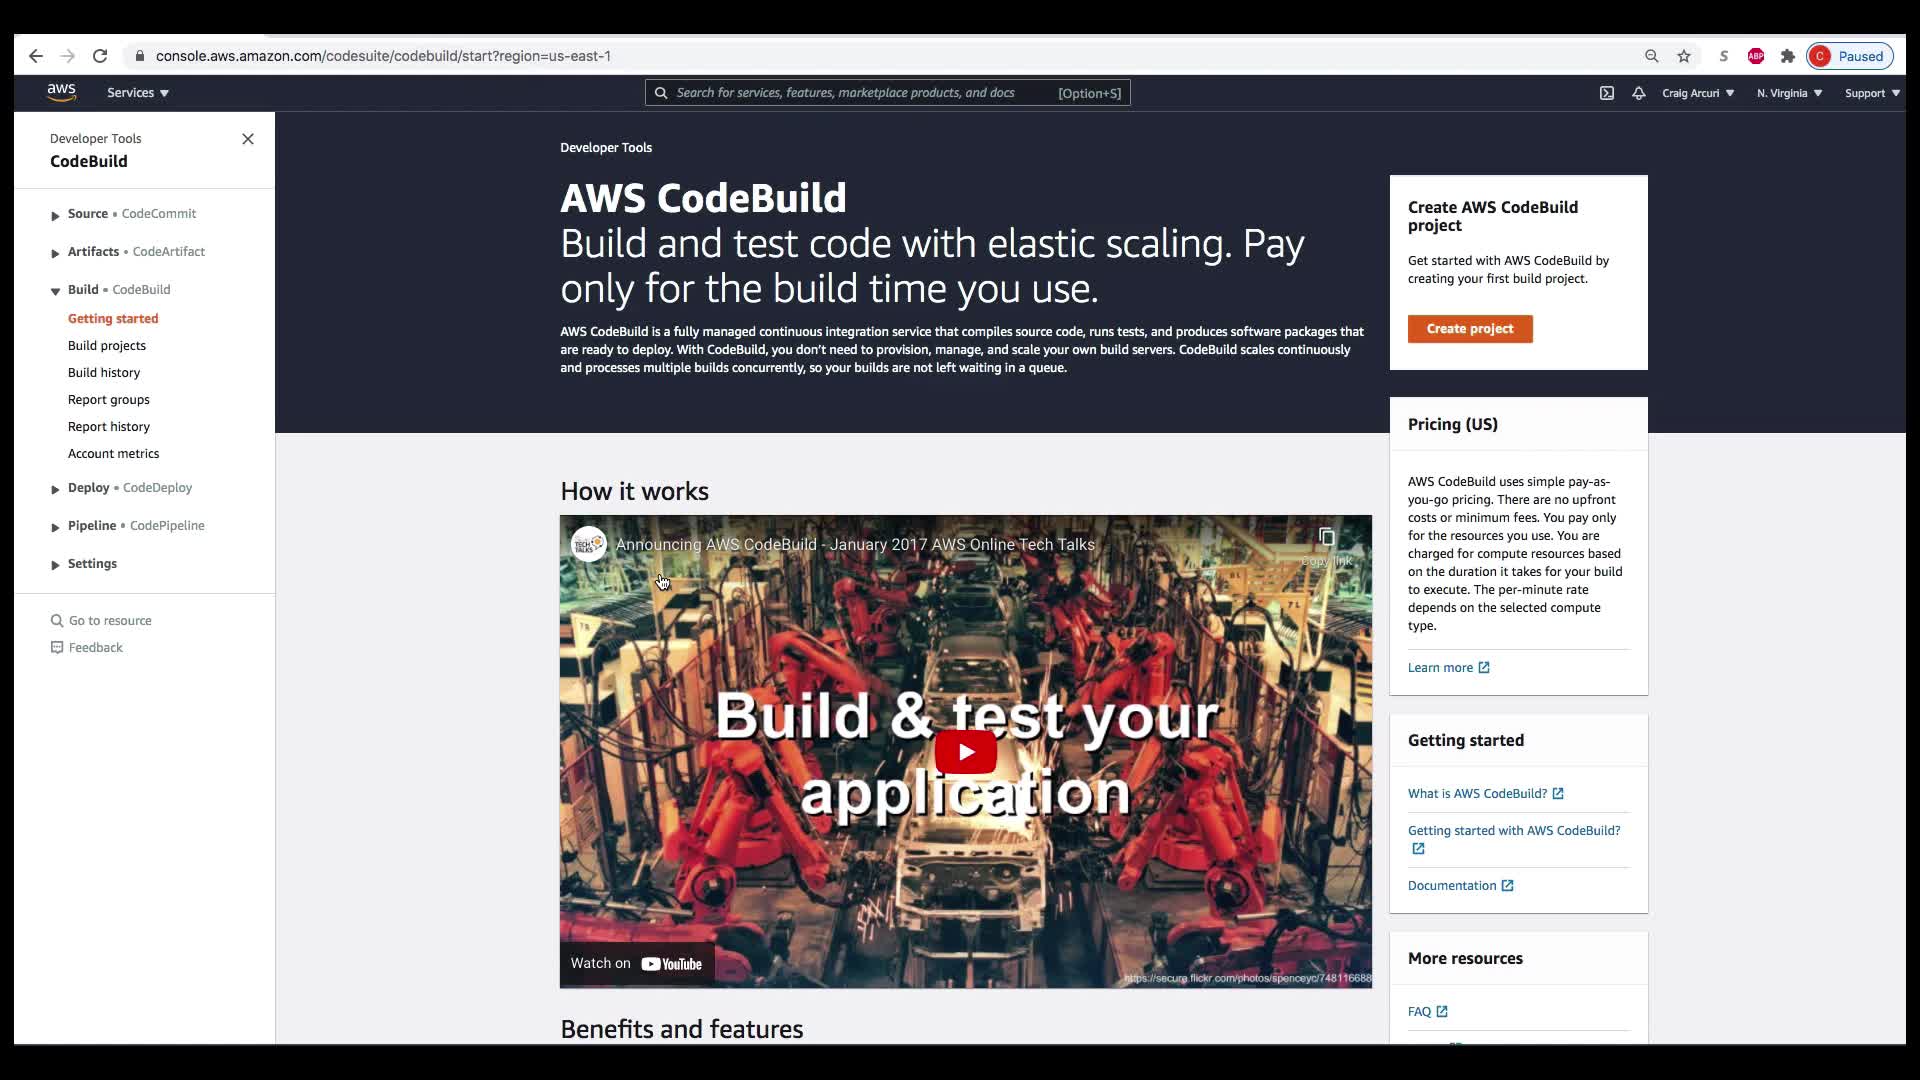 console.aws.amazon.com/codesuite/codebuild/start?region=us-east-1
S
ABP
C
Paused
aws
Services
Search for services, features, marketplace products, and docs
[Option+S]
Craig Arcuri
N. Virginia
Support
Developer Tools
CodeBuild
Source • CodeCommit
Artifacts • CodeArtifact
Build • CodeBuild
Getting started
Build projects
Build history
Report groups
Report history
Account metrics
Deploy • CodeDeploy
Pipeline • CodePipeline
Settings
Go to resource
Feedback
Developer Tools
AWS CodeBuild
Build and test code with elastic scaling. Pay
only for the build time you use.
AWS CodeBuild is a fully managed continuous integration service that compiles source code, runs tests, and produces software packages that
are ready to deploy. With CodeBuild, you don't need to provision, manage, and scale your own build servers. CodeBuild scales continuously
and processes multiple builds concurrently, so your builds are not left waiting in a queue.
How it works
Announcing AWS CodeBuild - January 2017 AWS Online Tech Talks
Copy link
Build & test your
application
Watch on YouTube
https://secure.flickr.com/photos/spenceyc/748116688
Benefits and features
Create AWS CodeBuild
project
Get started with AWS CodeBuild by
creating your first build project.
Create project
Pricing (US)
AWS CodeBuild uses simple pay-as-
you-go pricing. There are no upfront
costs or minimum fees. You pay only
for the resources you use. You are
charged for compute resources based
on the duration it takes for your build
to execute. The per-minute rate
depends on the selected compute
type.
Learn more
Getting started
What is AWS CodeBuild?
Getting started with AWS CodeBuild?
Documentation
More resources
FAQ